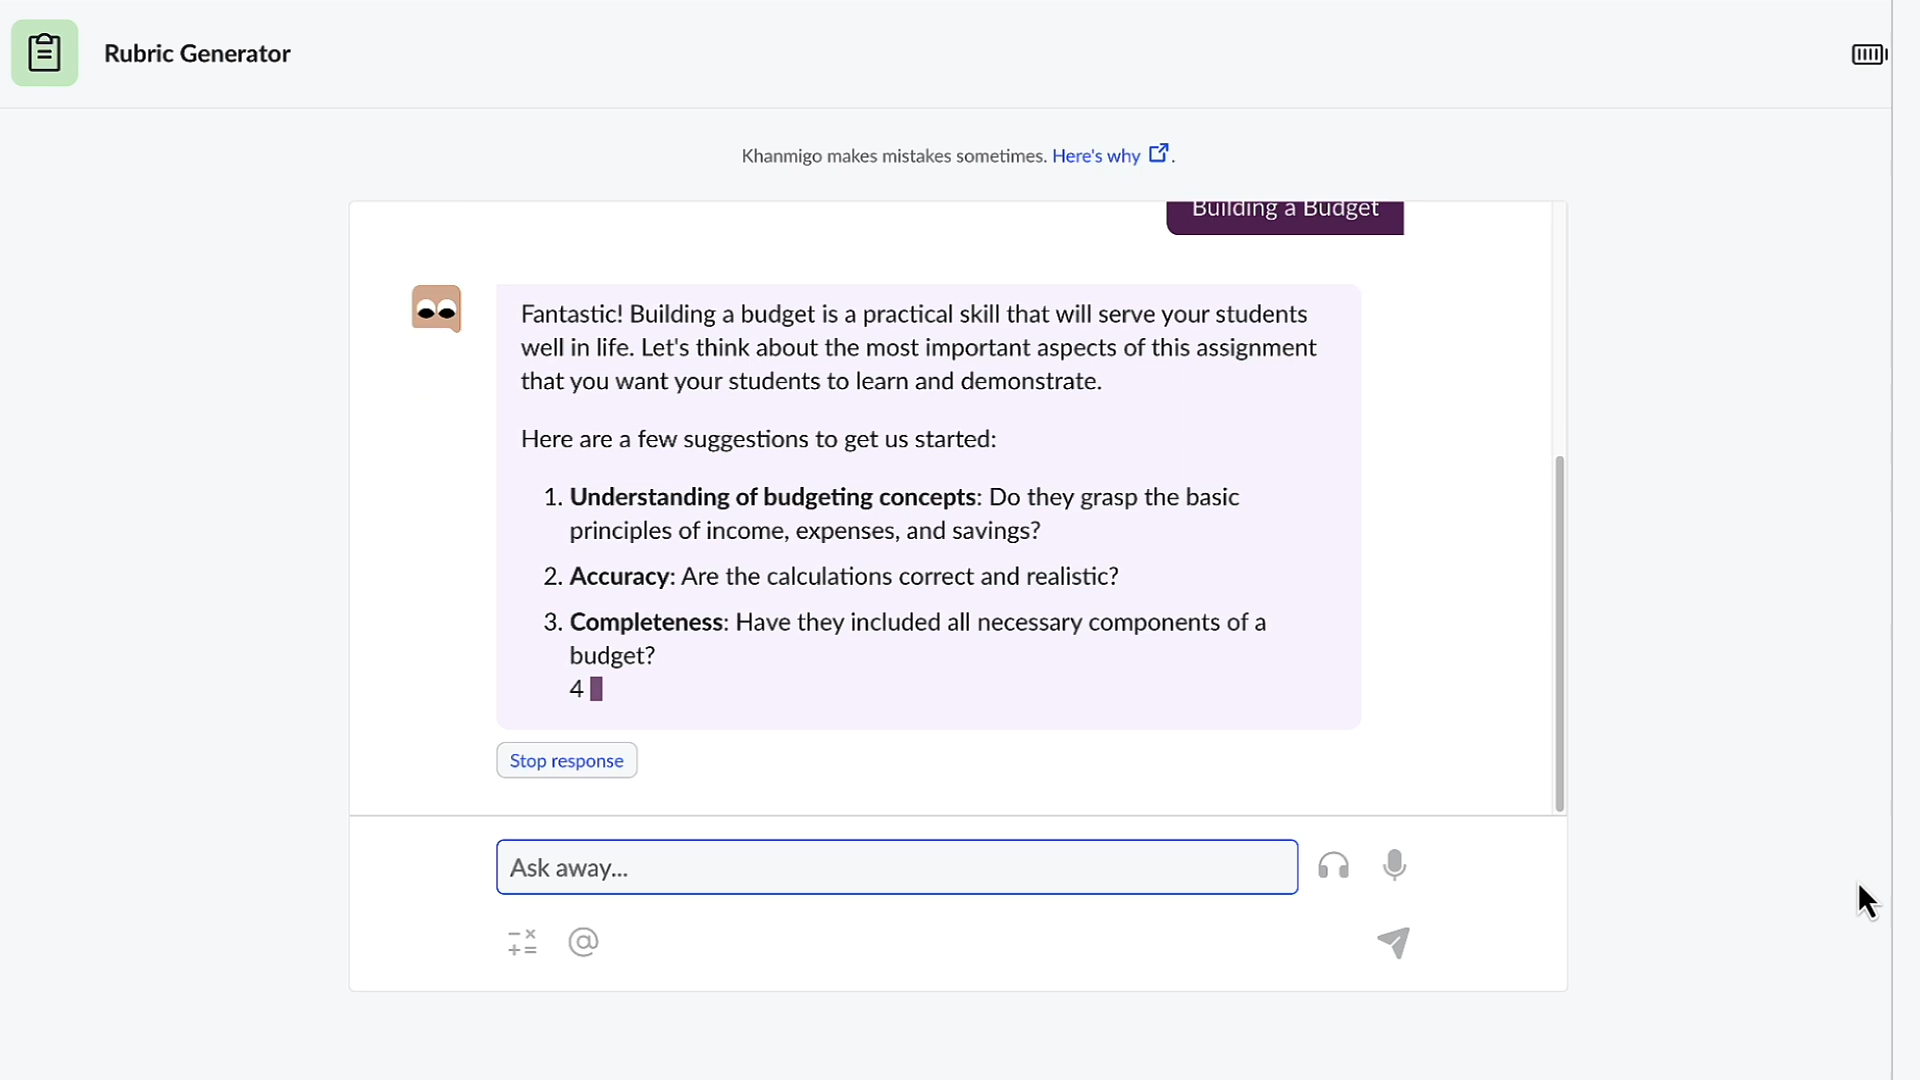 Rubric Generator
Khanmigo makes mistakes sometimes. Here's why .
Building a Budget
Fantastic! Building a budget is a practical skill that will serve your students
well in life. Let's think about the most important aspects of this assignment
that you want your students to learn and demonstrate.
Here are a few suggestions to get us started:
1. Understanding of budgeting concepts: Do they grasp the basic
principles of income, expenses, and savings?
2. Accuracy: Are the calculations correct and realistic?
3. Completeness: Have they included all necessary components of a
budget?
4
Stop response
Ask away...